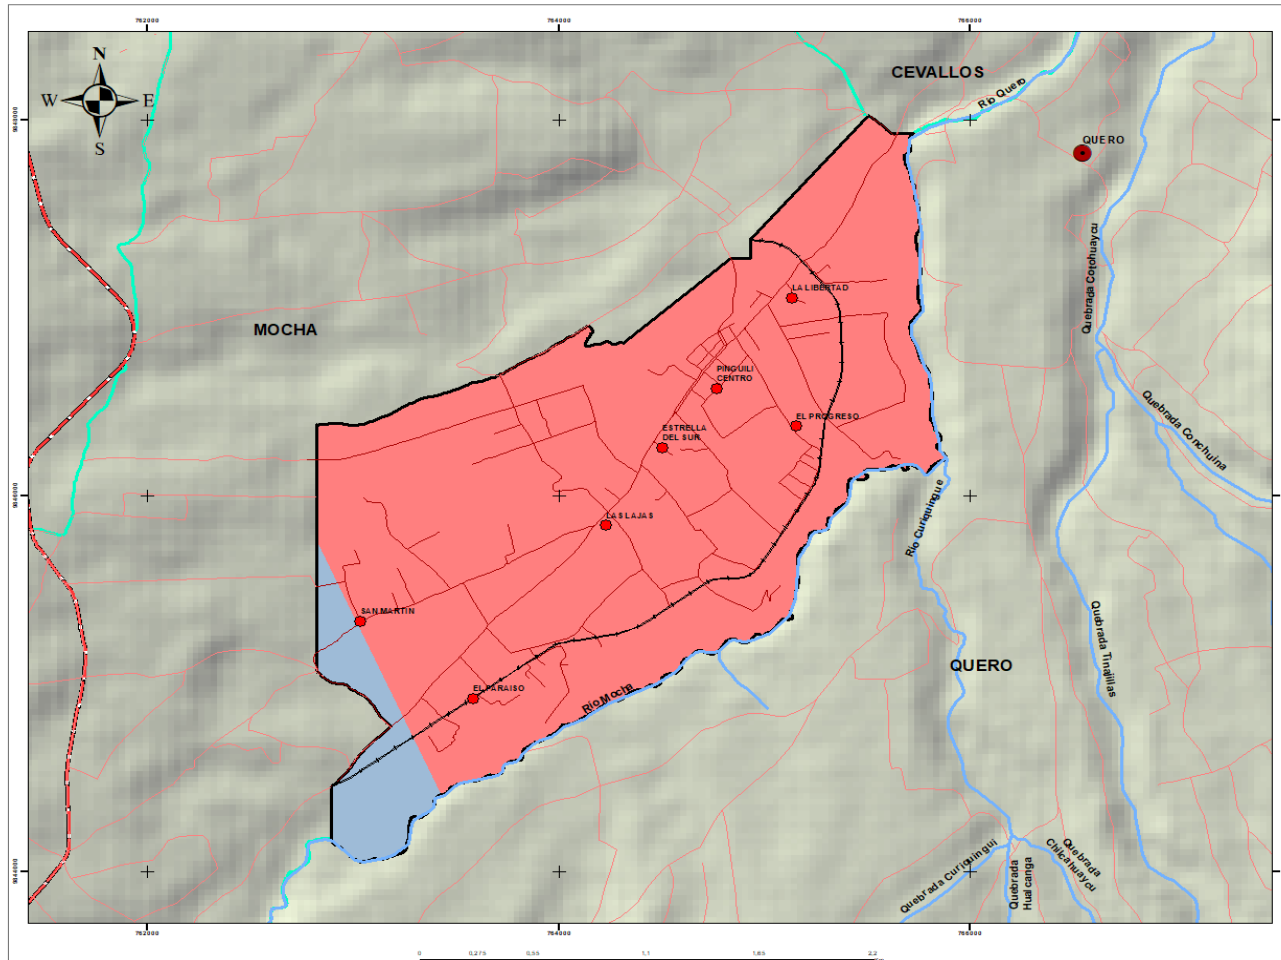 762000
764000
766000
N
W
E
S
CEVALLOS
Rio Quero
QUERO
Quebrada Cotohuaycu
LA LIBERTAD
MOCHA
PINGUILI
CENTRO
EL PROGRESO
ESTRELLA
DEL SUR
Quebrada Conchuina
LAS LAJAS
Rio Curiquingue
SAN MARTIN
EL PARAISO
Rio Mocha
QUERO
Quebrada Tinajillas
Quebrada Curiquingui
Quebrada
Hualcanga
Quebrada
Chilcahuaycu
762000
764000
766000
0
0,275
0,55
1,1
1,65
2,2